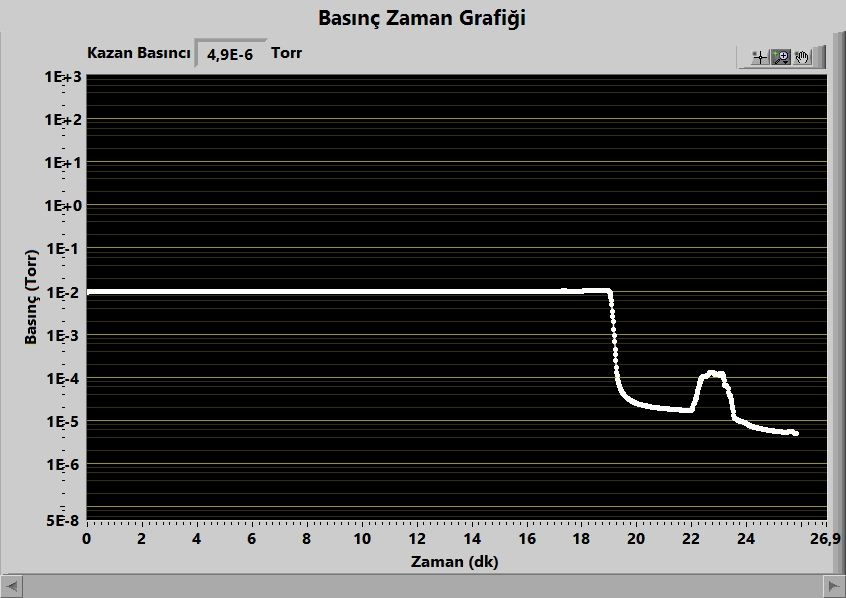 Basınç Zaman Grafiği
Kazan Basıncı 4,9E-6 Torr
1E+3
1E+2
1E+1
1E+0
1E-1
1E-2
1E-3
1E-4
1E-5
1E-6
5E-8
Basınç (Torr)
0 2 4 6 8 10 12 14 16 18 20 22 24 26,9
Zaman (dk)